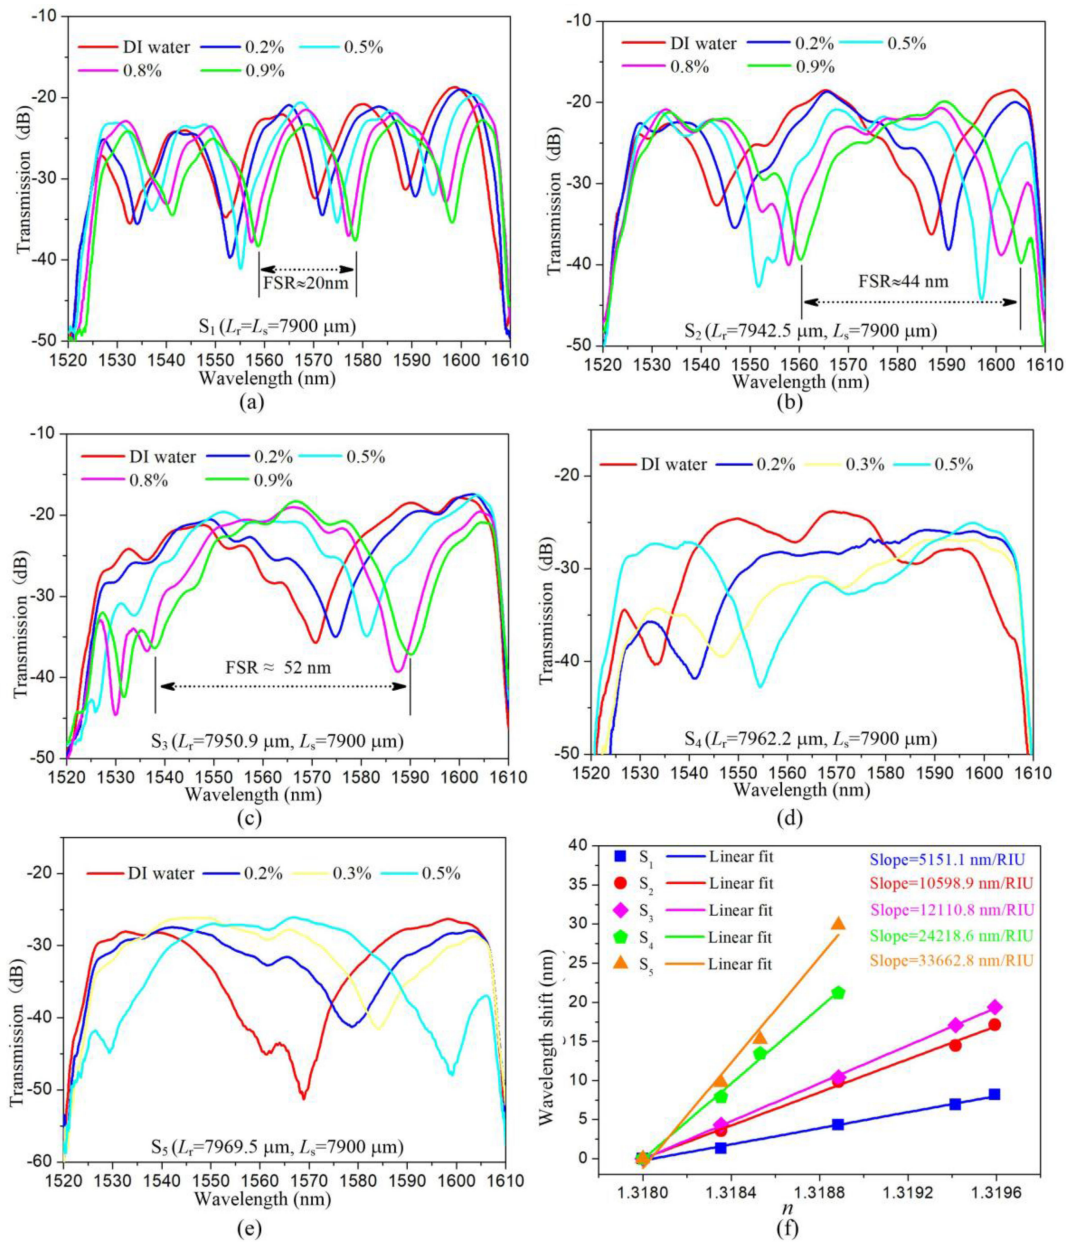 -10
-20
-30
-40
-50
Transmission (dB)
DI water 0.2% 0.5%
0.8% 0.9%
FSR≈20nm
S1 (Lr=Ls=7900 μm)
1520 1530 1540 1550 1560 1570 1580 1590 1600 1610
Wavelength (nm)
(a)
-10
-20
-30
-40
-50
Transmission (dB)
DI water 0.2% 0.5%
0.8% 0.9%
FSR≈44 nm
S2 (Lr=7942.5 μm, Ls=7900 μm)
1520 1530 1540 1550 1560 1570 1580 1590 1600 1610
Wavelength (nm)
(b)
-10
-20
-30
-40
-50
Transmission (dB)
DI water 0.2% 0.5%
0.8% 0.9%
FSR ≈ 52 nm
S3 (Lr=7950.9 μm, Ls=7900 μm)
1520 1530 1540 1550 1560 1570 1580 1590 1600 1610
Wavelength (nm)
(c)
-20
-30
-40
-50
Transmission (dB)
DI water 0.2% 0.3% 0.5%
S4 (Lr=7962.2 μm, Ls=7900 μm)
1520 1530 1540 1550 1560 1570 1580 1590 1600 1610
Wavelength (nm)
(d)
-20
-30
-40
-50
-60
Transmission (dB)
DI water 0.2% 0.3% 0.5%
S5 (Lr=7969.5 μm, Ls=7900 μm)
1520 1530 1540 1550 1560 1570 1580 1590 1600 1610
Wavelength (nm)
(e)
40
35
30
25
20
15
10
5
0
Wavelength shift (nm)
S1 Linear fit Slope=5151.1 nm/RIU
S2 Linear fit Slope=10598.9 nm/RIU
S3 Linear fit Slope=12110.8 nm/RIU
S4 Linear fit Slope=24218.6 nm/RIU
S5 Linear fit Slope=33662.8 nm/RIU
1.3180 1.3184 1.3188 1.3192 1.3196
n
(f)